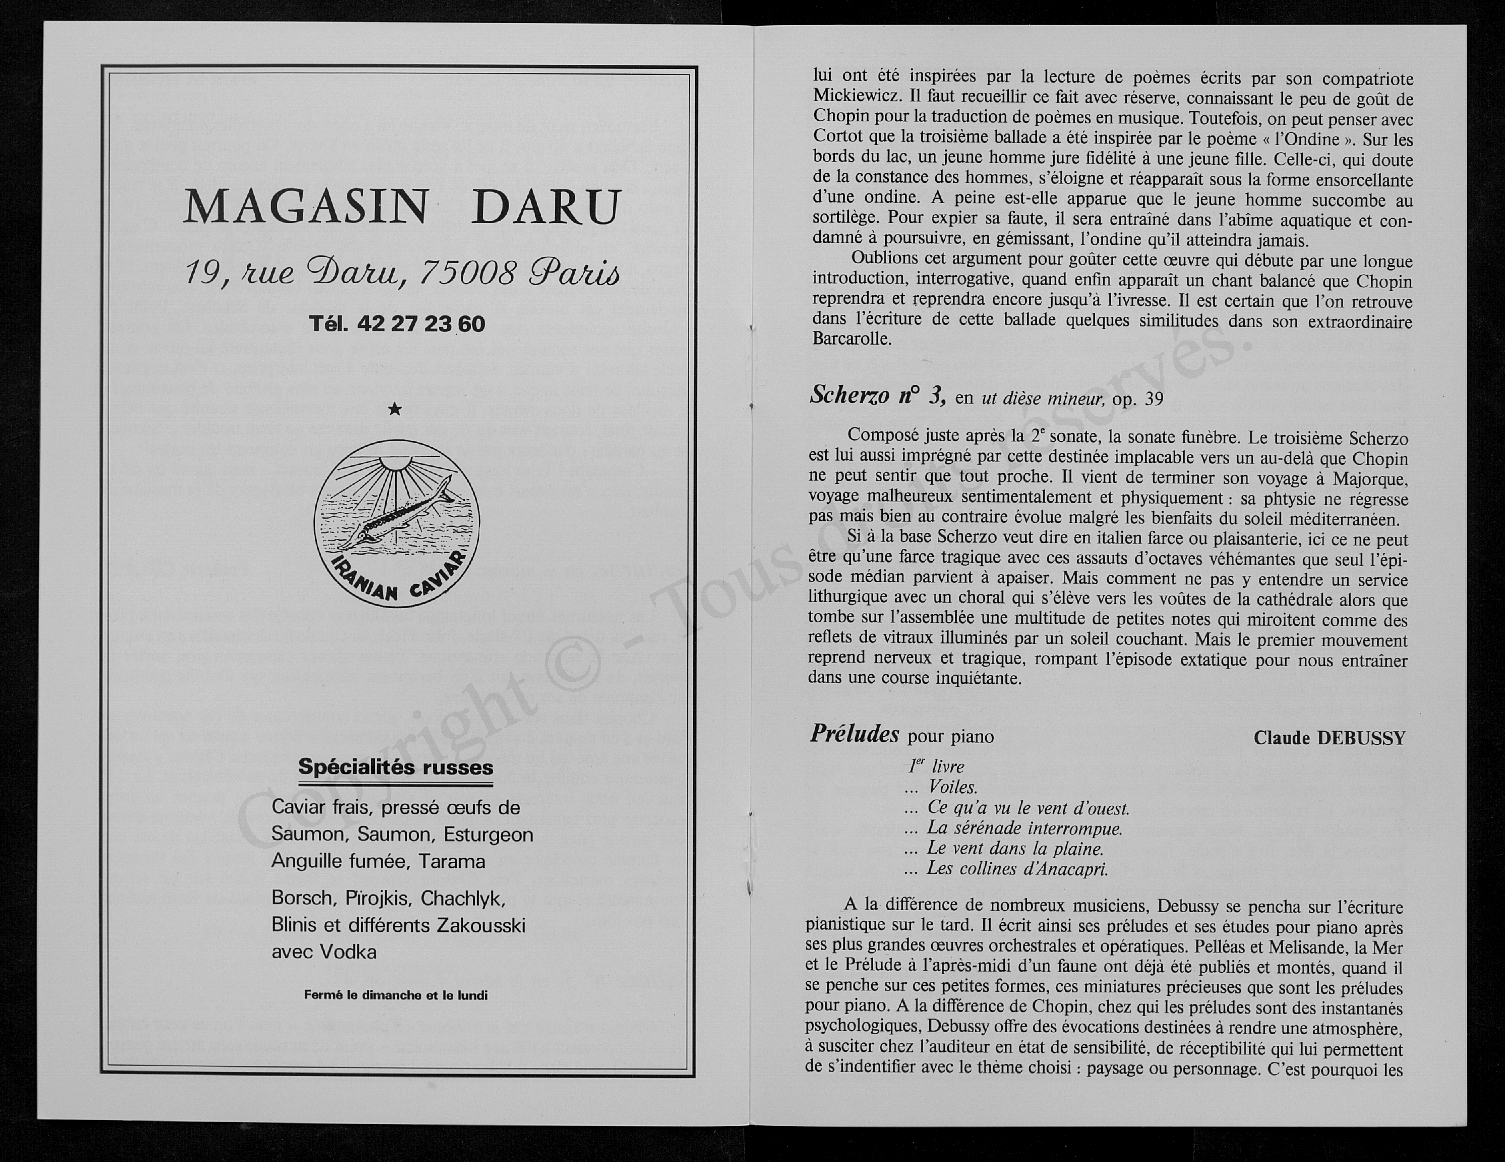 MAGASIN DARU
19, rue Daru, 75008 Paris
Tél. 42 27 23 60
★
IRANIAN CAVIAR
Spécialités russes
Caviar frais, pressé œufs de
Saumon, Saumon, Esturgeon
Anguille fumée, Tarama
Borsch, Pïrojkis, Chachlyk,
Blinis et différents Zakousski
avec Vodka
Fermé le dimanche et le lundi
lui ont été inspirées par la lecture de poèmes écrits par son compatriote
Mickiewicz. Il faut recueillir ce fait avec réserve, connaissant le peu de goût de
Chopin pour la traduction de poèmes en musique. Toutefois, on peut penser avec
Cortot que la troisième ballade a été inspirée par le poème « l'Ondine ». Sur les
bords du lac, un jeune homme jure fidélité à une jeune fille. Celle-ci, qui doute
de la constance des hommes, s'éloigne et réapparaît sous la forme ensorcellante
d'une ondine. A peine est-elle apparue que le jeune homme succombe au
sortilège. Pour expier sa faute, il sera entraîné dans l'abîme aquatique et con-
damné à poursuivre, en gémissant, l'ondine qu'il atteindra jamais.
Oublions cet argument pour goûter cette œuvre qui débute par une longue
introduction, interrogative, quand enfin apparaît un chant balancé que Chopin
reprendra et reprendra encore jusqu'à l'ivresse. Il est certain que l'on retrouve
dans l'écriture de cette ballade quelques similitudes dans son extraordinaire
Barcarolle.
Scherzo n° 3, en ut dièse mineur, op. 39
Composé juste après la 2e sonate, la sonate funèbre. Le troisième Scherzo
est lui aussi imprégné par cette destinée implacable vers un au-delà que Chopin
ne peut sentir que tout proche. Il vient de terminer son voyage à Majorque,
voyage malheureux sentimentalement et physiquement : sa phtysie ne régresse
pas mais bien au contraire évolue malgré les bienfaits du soleil méditerranéen.
Si à la base Scherzo veut dire en italien farce ou plaisanterie, ici ce ne peut
être qu'une farce tragique avec ces assauts d'octaves véhémantes que seul l'épi-
sode médian parvient à apaiser. Mais comment ne pas y entendre un service
lithurgique avec un choral qui s'élève vers les voûtes de la cathédrale alors que
tombe sur l'assemblée une multitude de petites notes qui miroitent comme des
reflets de vitraux illuminés par un soleil couchant. Mais le premier mouvement
reprend nerveux et tragique, rompant l'épisode extatique pour nous entraîner
dans une course inquiétante.
Préludes pour piano Claude DEBUSSY
1er livre
... Voiles.
... Ce qu'a vu le vent d'ouest.
... La sérénade interrompue.
... Le vent dans la plaine.
... Les collines d'Anacapri.
A la différence de nombreux musiciens, Debussy se pencha sur l'écriture
pianistique sur le tard. Il écrit ainsi ses préludes et ses études pour piano après
ses plus grandes œuvres orchestrales et opératiques. Pelléas et Melisande, la Mer
et le Prélude à l'après-midi d'un faune ont déjà été publiés et montés, quand il
se penche sur ces petites formes, ces miniatures précieuses que sont les préludes
pour piano. A la différence de Chopin, chez qui les préludes sont des instantanés
psychologiques, Debussy offre des évocations destinées à rendre une atmosphère,
à susciter chez l'auditeur en état de sensibilité, de réceptibilité qui lui permettent
de s'indentifier avec le thème choisi : paysage ou personnage. C'est pourquoi les
Copyright © - Tous droits réservés.